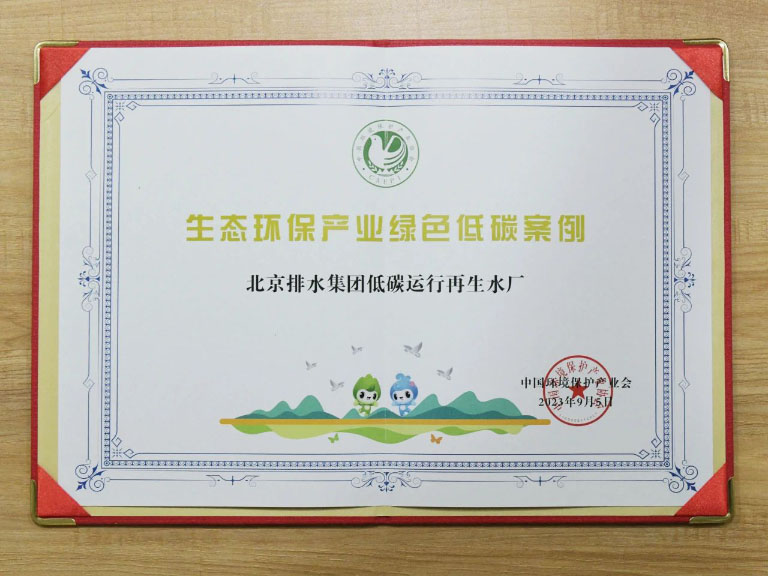 CAEPI
生态环保产业绿色低碳案例
北京排水集团低碳运行再生水厂
中国环境保护产业会
2023年9月5日